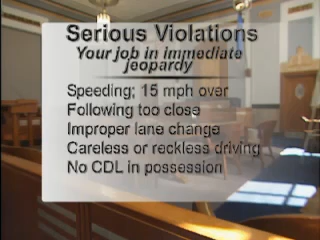 Serious Violations
Your job in immediate
jeopardy
Speeding; 15 mph over
Following too close
Improper lane change
Careless or reckless driving
No CDL in possession